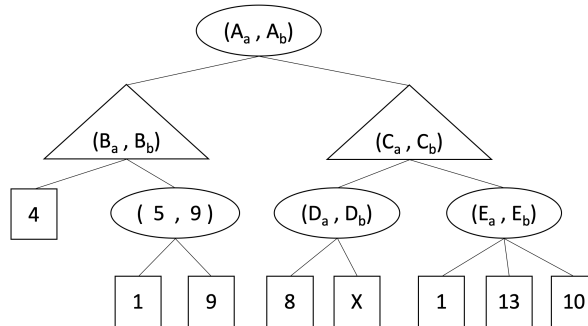 (Aa , Ab)
(Ba , Bb) (Ca , Cb)
4 ( 5 , 9 ) (Da , Db) (Ea , Eb)
1 9 8 X 1 13 10